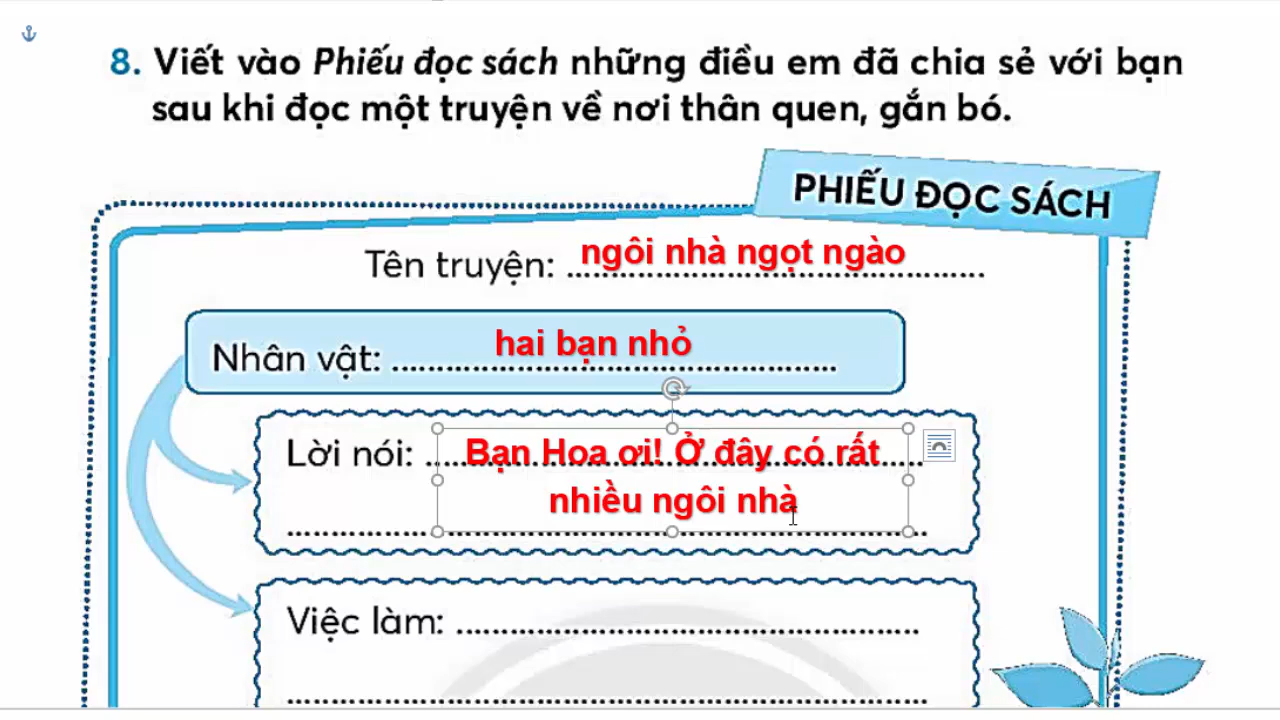 8. Viết vào Phiếu đọc sách những điều em đã chia sẻ với bạn
sau khi đọc một truyện về nơi thân quen, gắn bó.
PHIẾU ĐỌC SÁCH
Tên truyện: ngôi nhà ngọt ngào
Nhân vật: hai bạn nhỏ
Lời nói: Bạn Hoa ơi! Ở đây có rất
nhiều ngôi nhà
Việc làm: